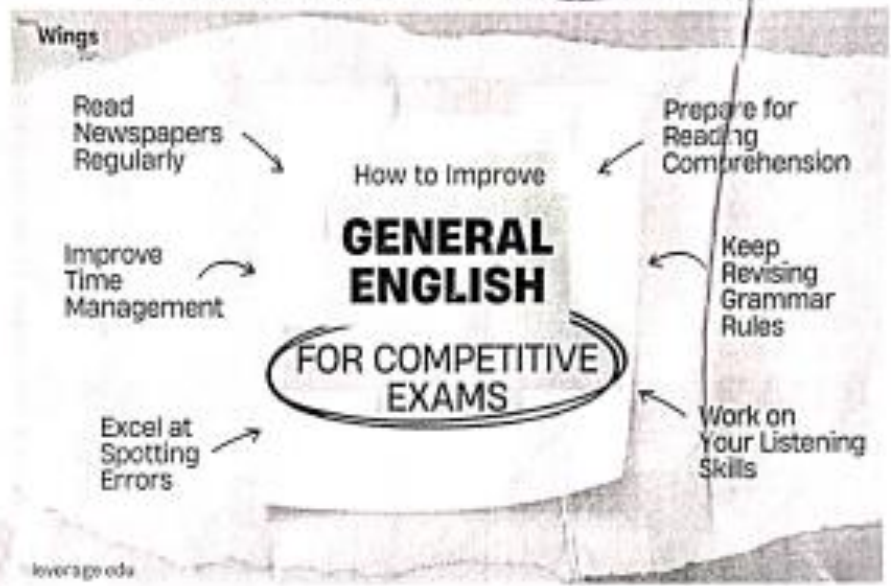 Wings
Read
Newspapers
Regularly
Improve
Time
Management
Excel at
Spotting
Errors
How to Improve
GENERAL
ENGLISH
FOR COMPETITIVE
EXAMS
Prepare for
Reading
Comprehension
Keep
Revising
Grammar
Rules
Work on
Your Listening
Skills
leverage edu